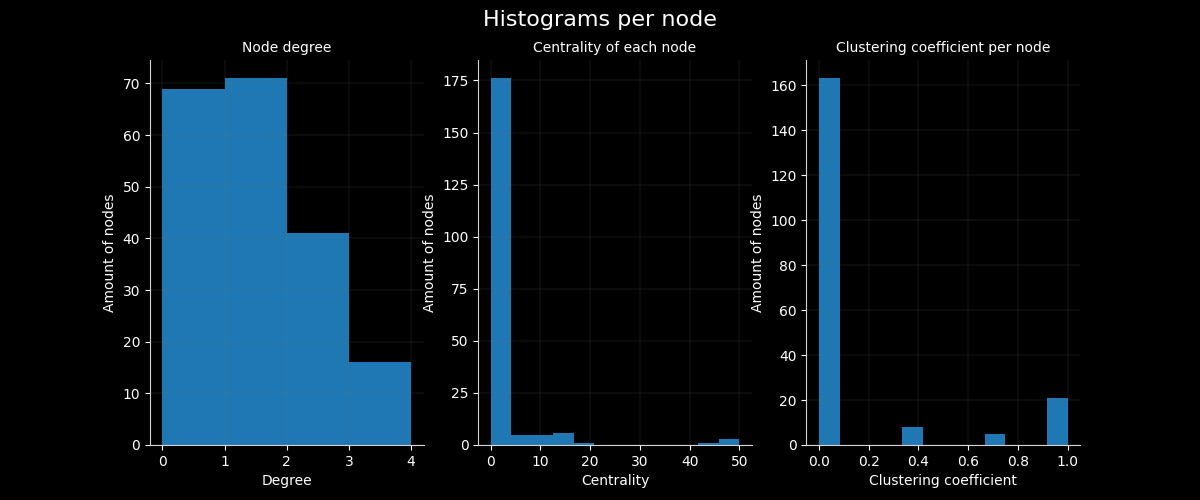 Histograms per node
Node degree
Amount of nodes
70
60
50
40
30
20
10
0
0 1 2 3 4
Degree
Centrality of each node
Amount of nodes
175
150
125
100
75
50
25
0
0 10 20 30 40 50
Centrality
Clustering coefficient per node
Amount of nodes
160
140
120
100
80
60
40
20
0
0.0 0.2 0.4 0.6 0.8 1.0
Clustering coefficient